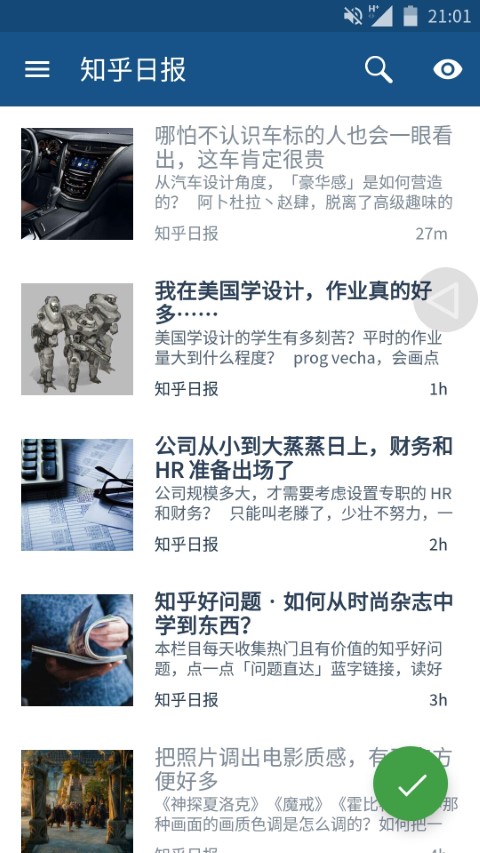 H+ 21:01
知乎日报
哪怕不认识车标的人也会一眼看
出，这车肯定很贵
从汽车设计角度，「豪华感」是如何营造
的？ 阿卜杜拉丶赵肆，脱离了高级趣味的
知乎日报 27m
我在美国学设计，作业真的好
多……
美国学设计的学生有多刻苦？平时的作业
量大到什么程度？ prog vecha，会画点
知乎日报 1h
公司从小到大蒸蒸日上，财务和
HR 准备出场了
公司规模多大，才需要考虑设置专职的 HR
和财务？ 只能叫老滕了，少壮不努力，一
知乎日报 2h
知乎好问题 · 如何从时尚杂志中
学到东西？
本栏目每天收集热门且有价值的知乎好问
题，点一点「问题直达」蓝字链接，读好
知乎日报 3h
把照片调出电影质感，有 方
便好多
《神探夏洛克》《魔戒》《霍比 那
种画面的画质色调是怎么调的？如何把一
知乎日报 4h